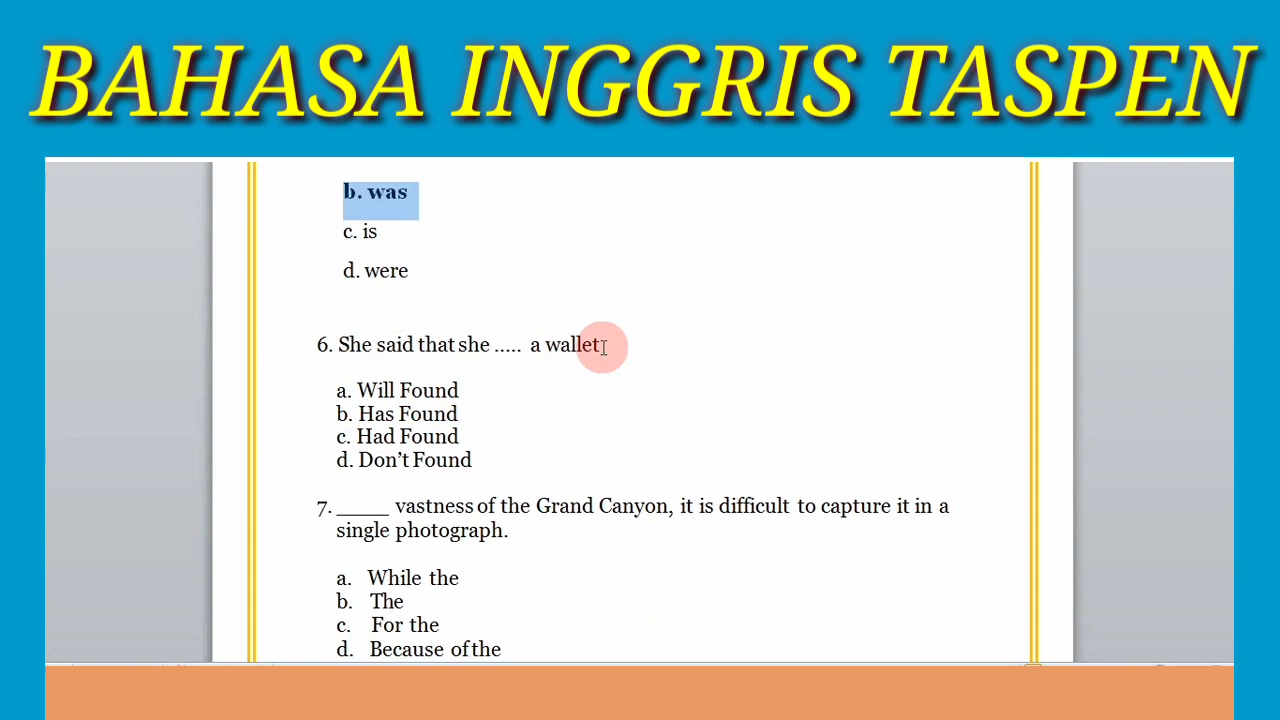 BAHASA INGGRIS TASPEN
b. was
c. is
d. were
6. She said that she ..... a wallet
a. Will Found
b. Has Found
c. Had Found
d. Don't Found
7. _____ vastness of the Grand Canyon, it is difficult to capture it in a
single photograph.
a. While the
b. The
c. For the
d. Because of the